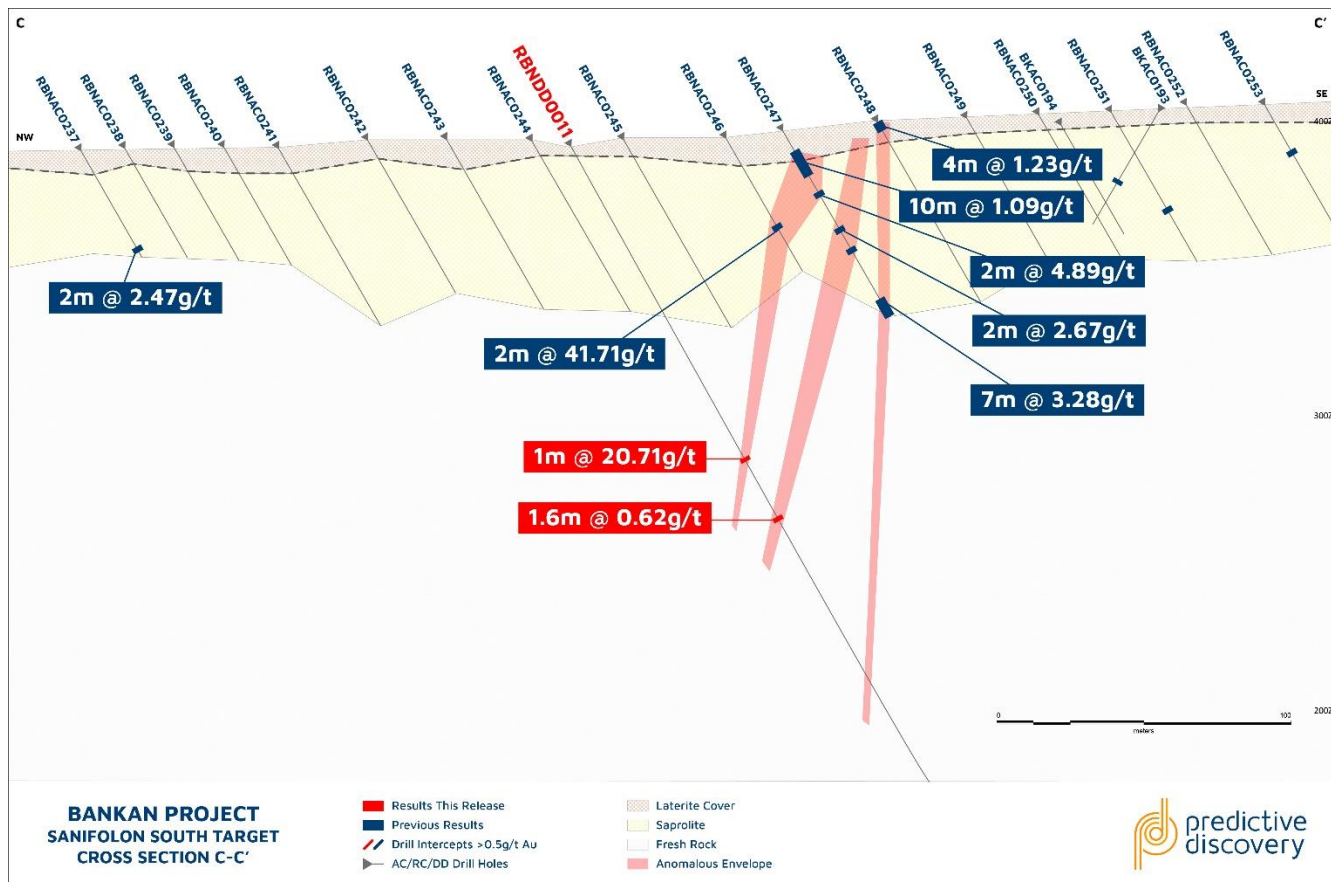 C
C'
RBNAC0237
RBNAC0238
RBNAC0239
RBNAC0240
RBNAC0241
RBNAC0242
RBNAC0243
RBNAC0244
RBNDD0011
RBNAC0245
RBNAC0246
RBNAC0247
RBNAC0248
RBNAC0249
RBNAC0250
BKAC0194
RBNAC0251
BKAC0193
RBNAC0252
RBNAC0253
NW
SE
400Z
4m @ 1.23g/t
10m @ 1.09g/t
2m @ 4.89g/t
2m @ 2.47g/t
2m @ 2.67g/t
2m @ 41.71g/t
7m @ 3.28g/t
300Z
1m @ 20.71g/t
1.6m @ 0.62g/t
200Z
0 100
meters
BANKAN PROJECT
SANIFOLON SOUTH TARGET
CROSS SECTION C-C'
Results This Release
Previous Results
Drill Intercepts >0.5g/t Au
AC/RC/DD Drill Holes
Laterite Cover
Saprolite
Fresh Rock
Anomalous Envelope
predictive
discovery